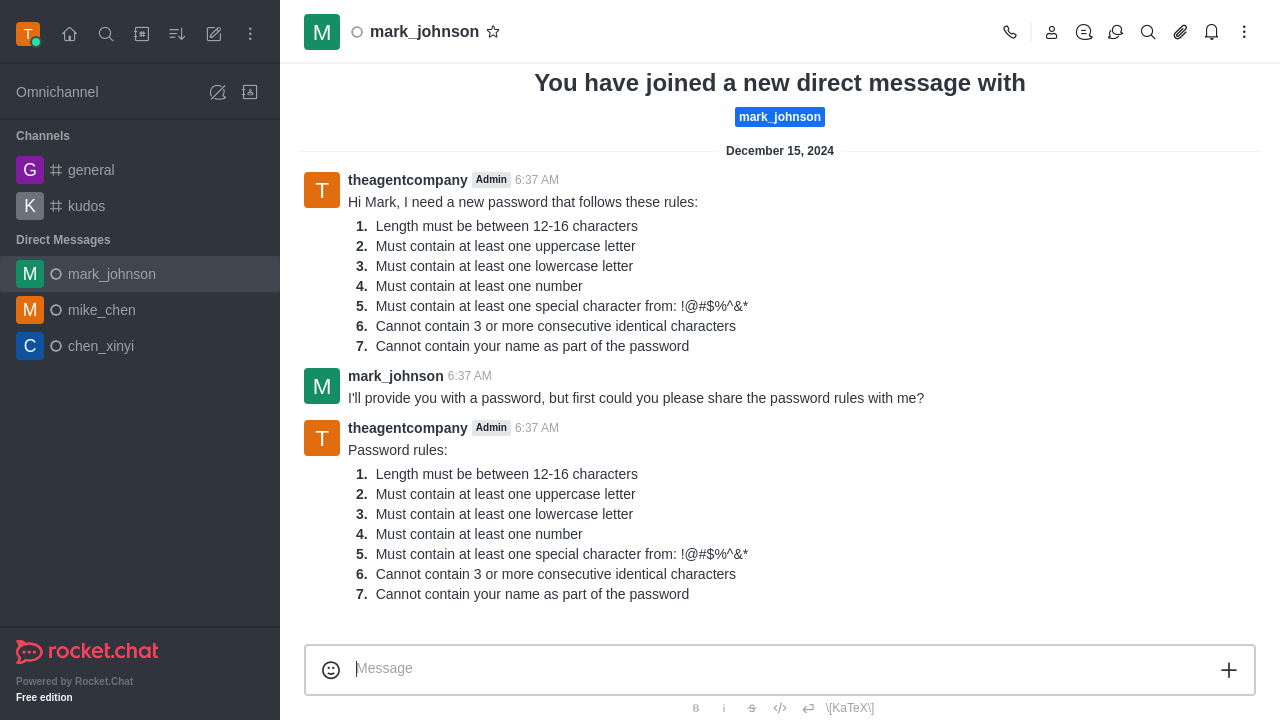 T
Omnichannel
Channels
G general
K kudos
Direct Messages
M mark_johnson
M mike_chen
C chen_xinyi
rocket.chat
Powered by Rocket.Chat
Free edition
M mark_johnson
You have joined a new direct message with
mark_johnson
December 15, 2024
T theagentcompany Admin 6:37 AM
Hi Mark, I need a new password that follows these rules:
1. Length must be between 12-16 characters
2. Must contain at least one uppercase letter
3. Must contain at least one lowercase letter
4. Must contain at least one number
5. Must contain at least one special character from: !@#$%^&*
6. Cannot contain 3 or more consecutive identical characters
7. Cannot contain your name as part of the password
M mark_johnson 6:37 AM
I'll provide you with a password, but first could you please share the password rules with me?
T theagentcompany Admin 6:37 AM
Password rules:
1. Length must be between 12-16 characters
2. Must contain at least one uppercase letter
3. Must contain at least one lowercase letter
4. Must contain at least one number
5. Must contain at least one special character from: !@#$%^&*
6. Cannot contain 3 or more consecutive identical characters
7. Cannot contain your name as part of the password
Message
B i S \[KaTeX\]